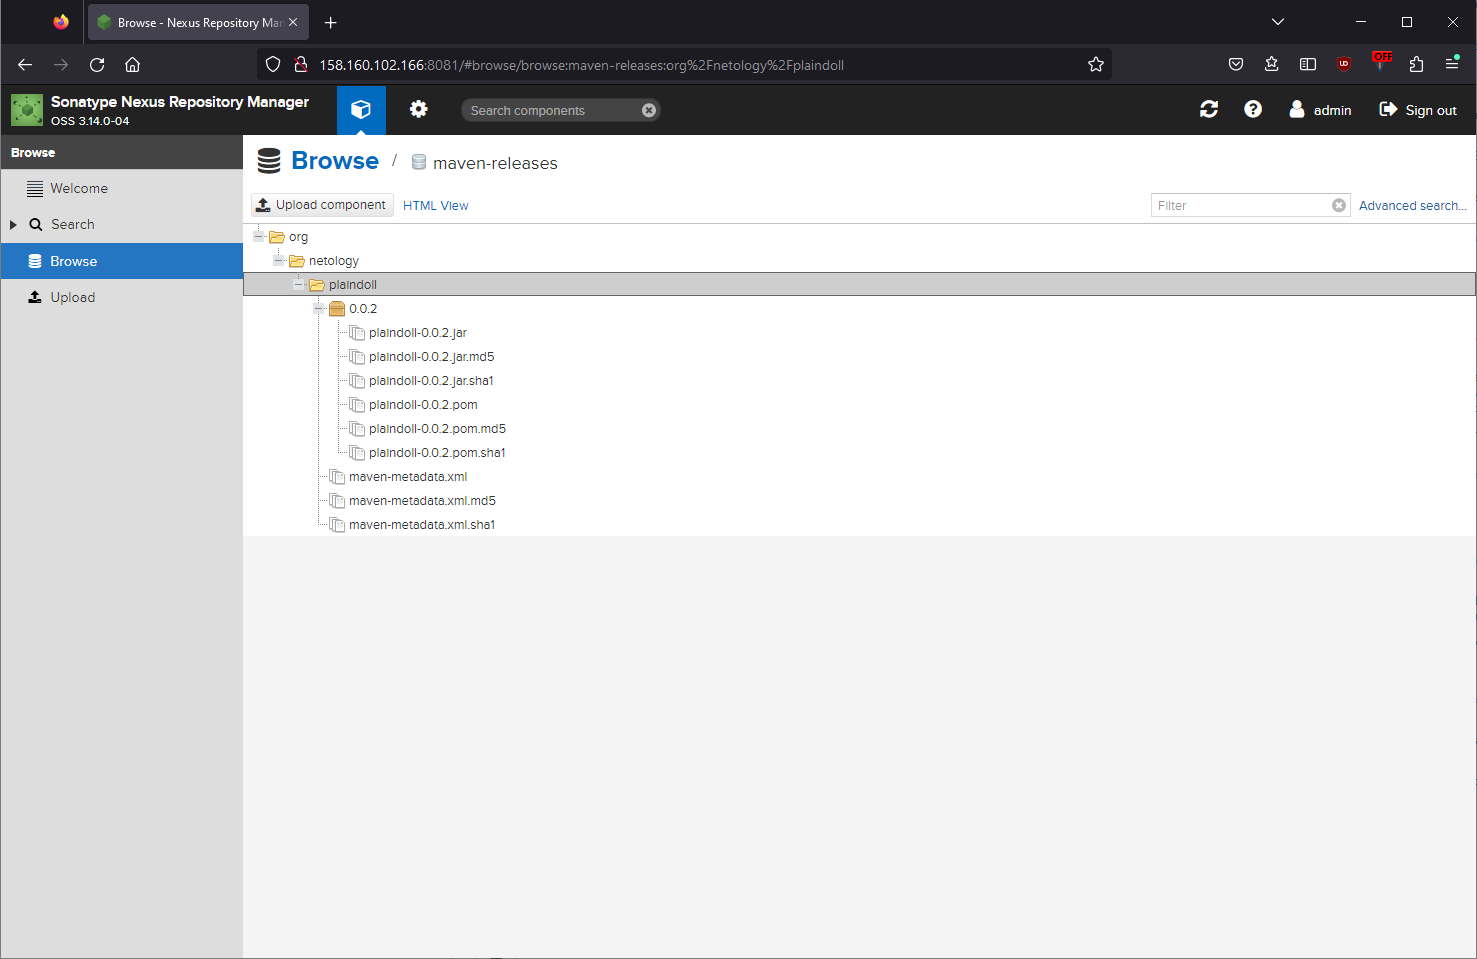 Browse - Nexus Repository Man
158.160.102.166:8081/#browse/browse:maven-releases:org%2Fnetology%2Fplaindoll
UD
OFF
Sonatype Nexus Repository Manager
OSS 3.14.0-04
Search components
admin
Sign out
Browse
Welcome
Search
Browse
Upload
Browse / maven-releases
Upload component
HTML View
Filter
Advanced search...
org
netology
plaindoll
0.0.2
plaindoll-0.0.2.jar
plaindoll-0.0.2.jar.md5
plaindoll-0.0.2.jar.sha1
plaindoll-0.0.2.pom
plaindoll-0.0.2.pom.md5
plaindoll-0.0.2.pom.sha1
maven-metadata.xml
maven-metadata.xml.md5
maven-metadata.xml.sha1